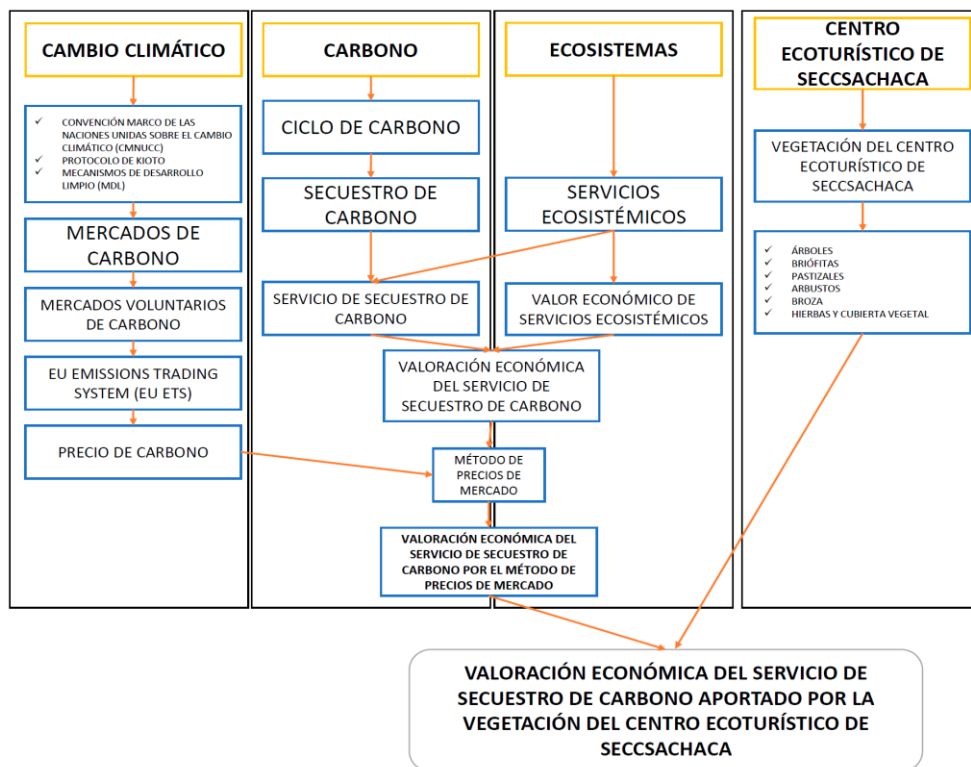 CAMBIO CLIMÁTICO
CONVENCIÓN MARCO DE LAS
NACIONES UNIDAS SOBRE EL CAMBIO
CLIMÁTICO (CMNUCC)
PROTOCOLO DE KIOTO
MECANISMOS DE DESARROLLO
LIMPIO (MDL)
MERCADOS DE
CARBONO
MERCADOS VOLUNTARIOS
DE CARBONO
EU EMISSIONS TRADING
SYSTEM (EU ETS)
PRECIO DE CARBONO
CARBONO
CICLO DE CARBONO
SECUESTRO DE
CARBONO
SERVICIO DE SECUESTRO DE
CARBONO
ECOSISTEMAS
SERVICIOS
ECOSISTÉMICOS
VALOR ECONÓMICO DE
SERVICIOS ECOSISTÉMICOS
VALORACIÓN ECONÓMICA
DEL SERVICIO DE
SECUESTRO DE CARBONO
MÉTODO DE
PRECIOS DE
MERCADO
VALORACIÓN ECONÓMICA DEL
SERVICIO DE SECUESTRO DE
CARBONO POR EL MÉTODO DE
PRECIOS DE MERCADO
CENTRO
ECOTURÍSTICO DE
SECCSACHACA
VEGETACIÓN DEL CENTRO
ECOTURÍSTICO DE
SECCSACHACA
ÁRBOLES
BRIÓFITAS
PASTIZALES
ARBUSTOS
BROZA
HIERBAS Y CUBIERTA VEGETAL
VALORACIÓN ECONÓMICA DEL SERVICIO DE
SECUESTRO DE CARBONO APORTADO POR LA
VEGETACIÓN DEL CENTRO ECOTURÍSTICO DE
SECCSACHACA